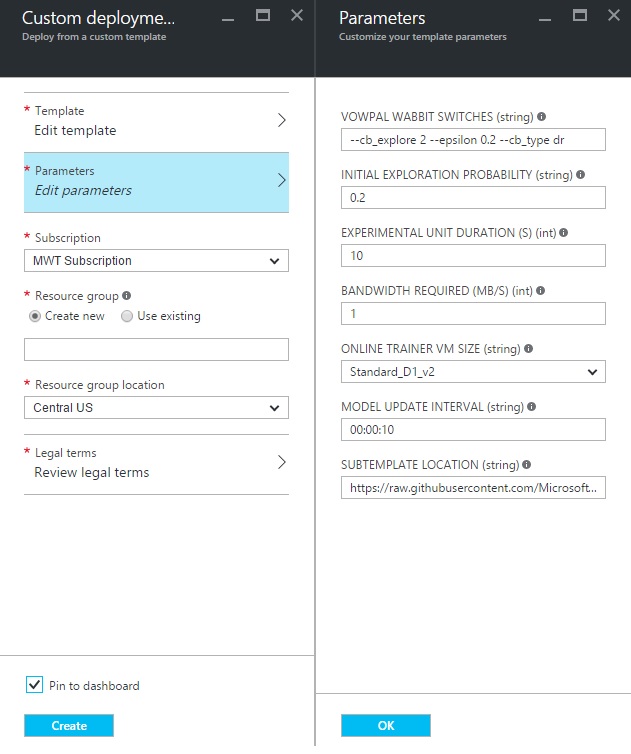 Custom deployme...
Deploy from a custom template
* Template
Edit template
* Parameters
Edit parameters
* Subscription
MWT Subscription
* Resource group
Create new
Use existing
* Resource group location
Central US
* Legal terms
Review legal terms
Pin to dashboard
Create
Parameters
Customize your template parameters
VOWPAL WABBIT SWITCHES (string)
--cb_explore 2 --epsilon 0.2 --cb_type dr
INITIAL EXPLORATION PROBABILITY (string)
0.2
EXPERIMENTAL UNIT DURATION (S) (int)
10
BANDWIDTH REQUIRED (MB/S) (int)
1
ONLINE TRAINER VM SIZE (string)
Standard_D1_v2
MODEL UPDATE INTERVAL (string)
00:00:10
SUBTEMPLATE LOCATION (string)
https://raw.githubusercontent.com/Microsoft...
OK